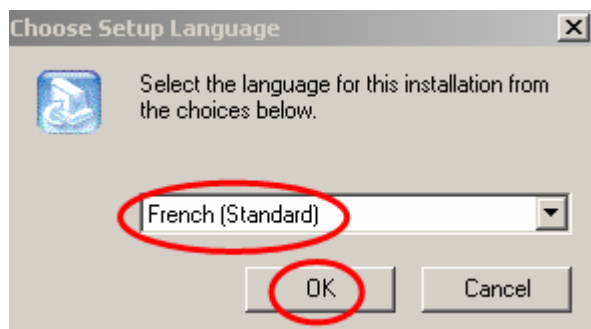 Choose Setup Language
Select the language for this installation from
the choices below.
French (Standard)
OK
Cancel